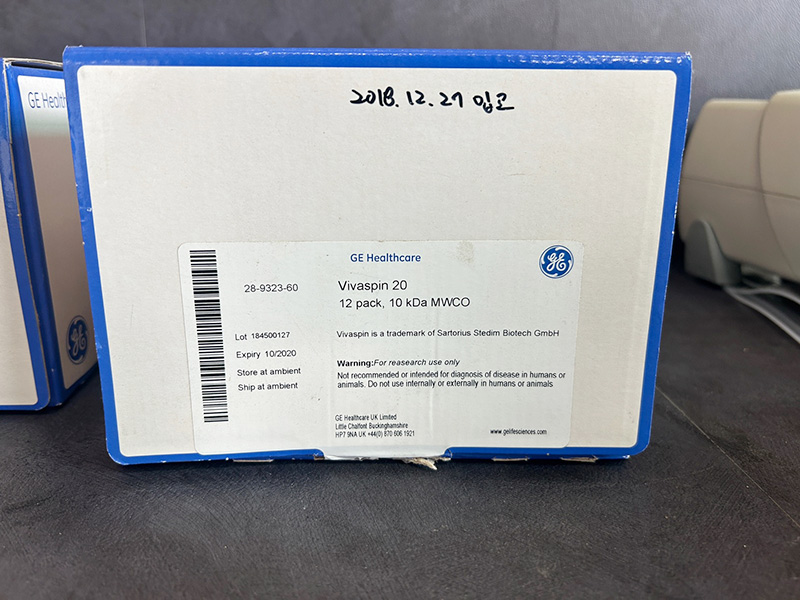 2018.12.27 입고
GE Health
GE Healthcare
28-9323-60
Vivaspin 20
12 pack, 10 kDa MWCO
Lot 184500127
Expiry 10/2020
Store at ambient
Ship at ambient
Vivaspin is a trademark of Sartorius Stedim Biotech GmbH
Warning:For reasearch use only
Not recommended or intended for diagnosis of disease in humans or
animals. Do not use internally or externally in humans or animals
GE Healthcare UK Limited
Little Chalfont Buckinghamshire
HP7 9NA UK +44(0) 870 606 1921
www.gelifesciences.com
GE
GE